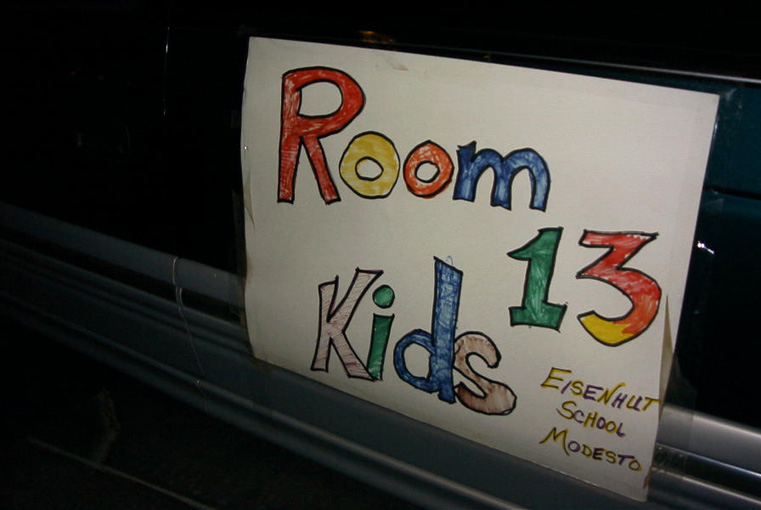 Room
13
Kids
EISENHUT
SCHOOL
MODESTO